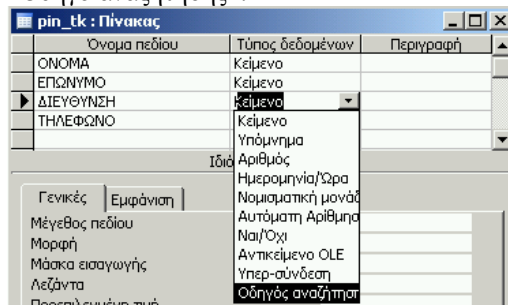 pin_tk : Πίνακας
Όνομα πεδίου Τύπος δεδομένων Περιγραφή
ΟΝΟΜΑ Κείμενο
ΕΠΩΝΥΜΟ Κείμενο
ΔΙΕΥΘΥΝΣΗ Κείμενο
ΤΗΛΕΦΩΝΟ
Κείμενο
Υπόμνημα
Αριθμός
Ημερομηνία/Ώρα
Νομισματική μονάδ
Αυτόματη Αρίθμησ
Ναι/Όχι
Αντικείμενο OLE
Υπερ-σύνδεση
Οδηγός αναζήτησ
Ιδιό
Γενικές Εμφάνιση
Μέγεθος πεδίου
Μορφή
Μάσκα εισαγωγής
Λεζάντα